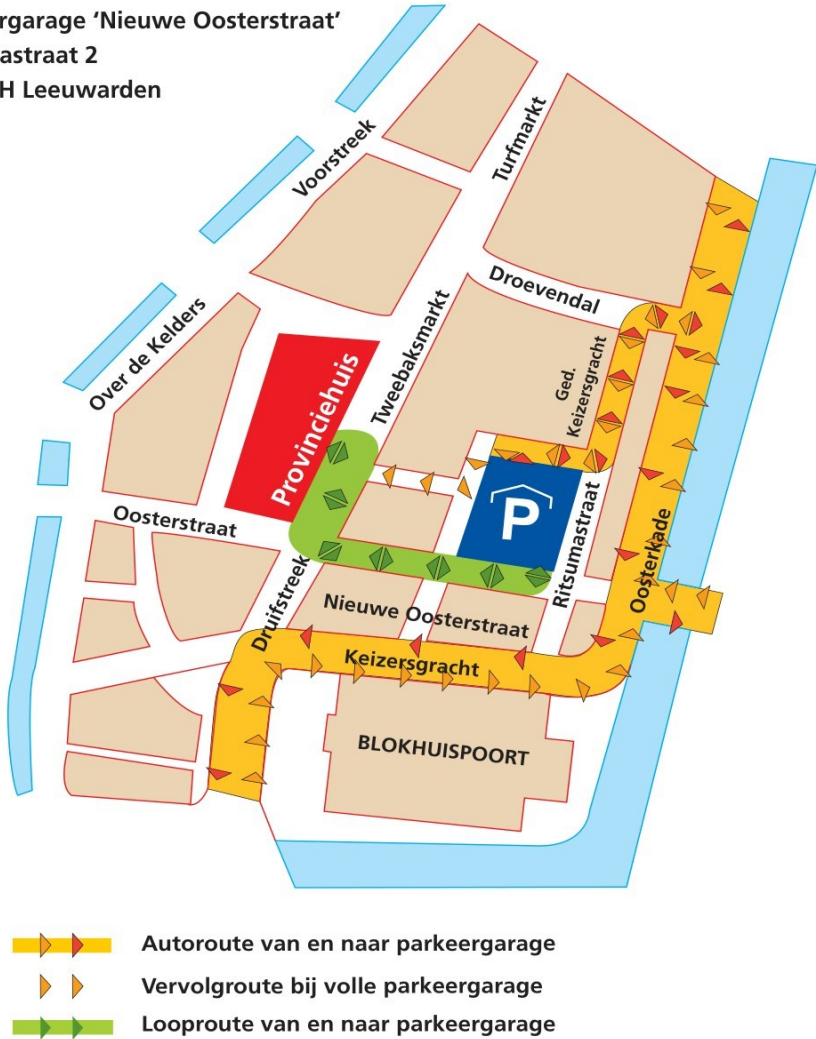 rgarage ‘Nieuwe Oosterstraat’
astraat 2
H Leeuwarden
Voorstreek
Turfmarkt
Droevendal
Over de Kelders
Tweebaksmarkt
Ged.
Keizersgracht
Provinciehuis
P
Oosterstraat
Ritsumastraat
Oosterkade
Druifstreek
Nieuwe Oosterstraat
Keizersgracht
BLOKHUISPOORT
Autoroute van en naar parkeergarage
Vervolgroute bij volle parkeergarage
Looproute van en naar parkeergarage